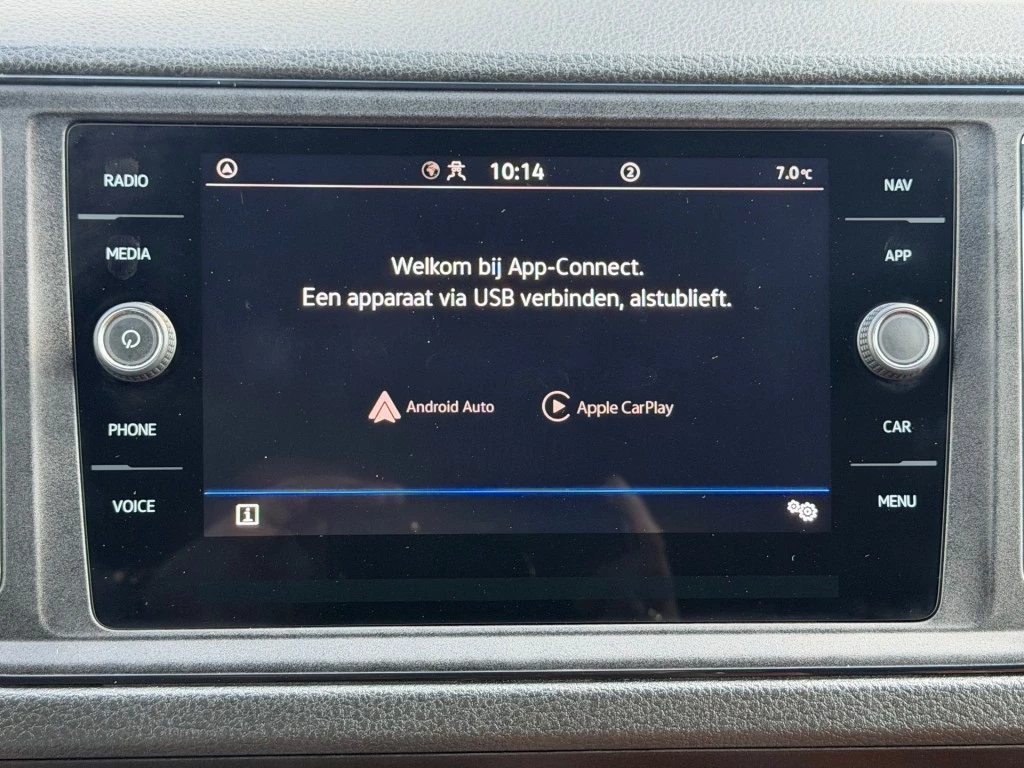 RADIO
MEDIA
PHONE
VOICE
10:14
2
7.0°C
Welkom bij App-Connect.
Een apparaat via USB verbinden, alstublieft.
Android Auto
Apple CarPlay
i
NAV
APP
CAR
MENU